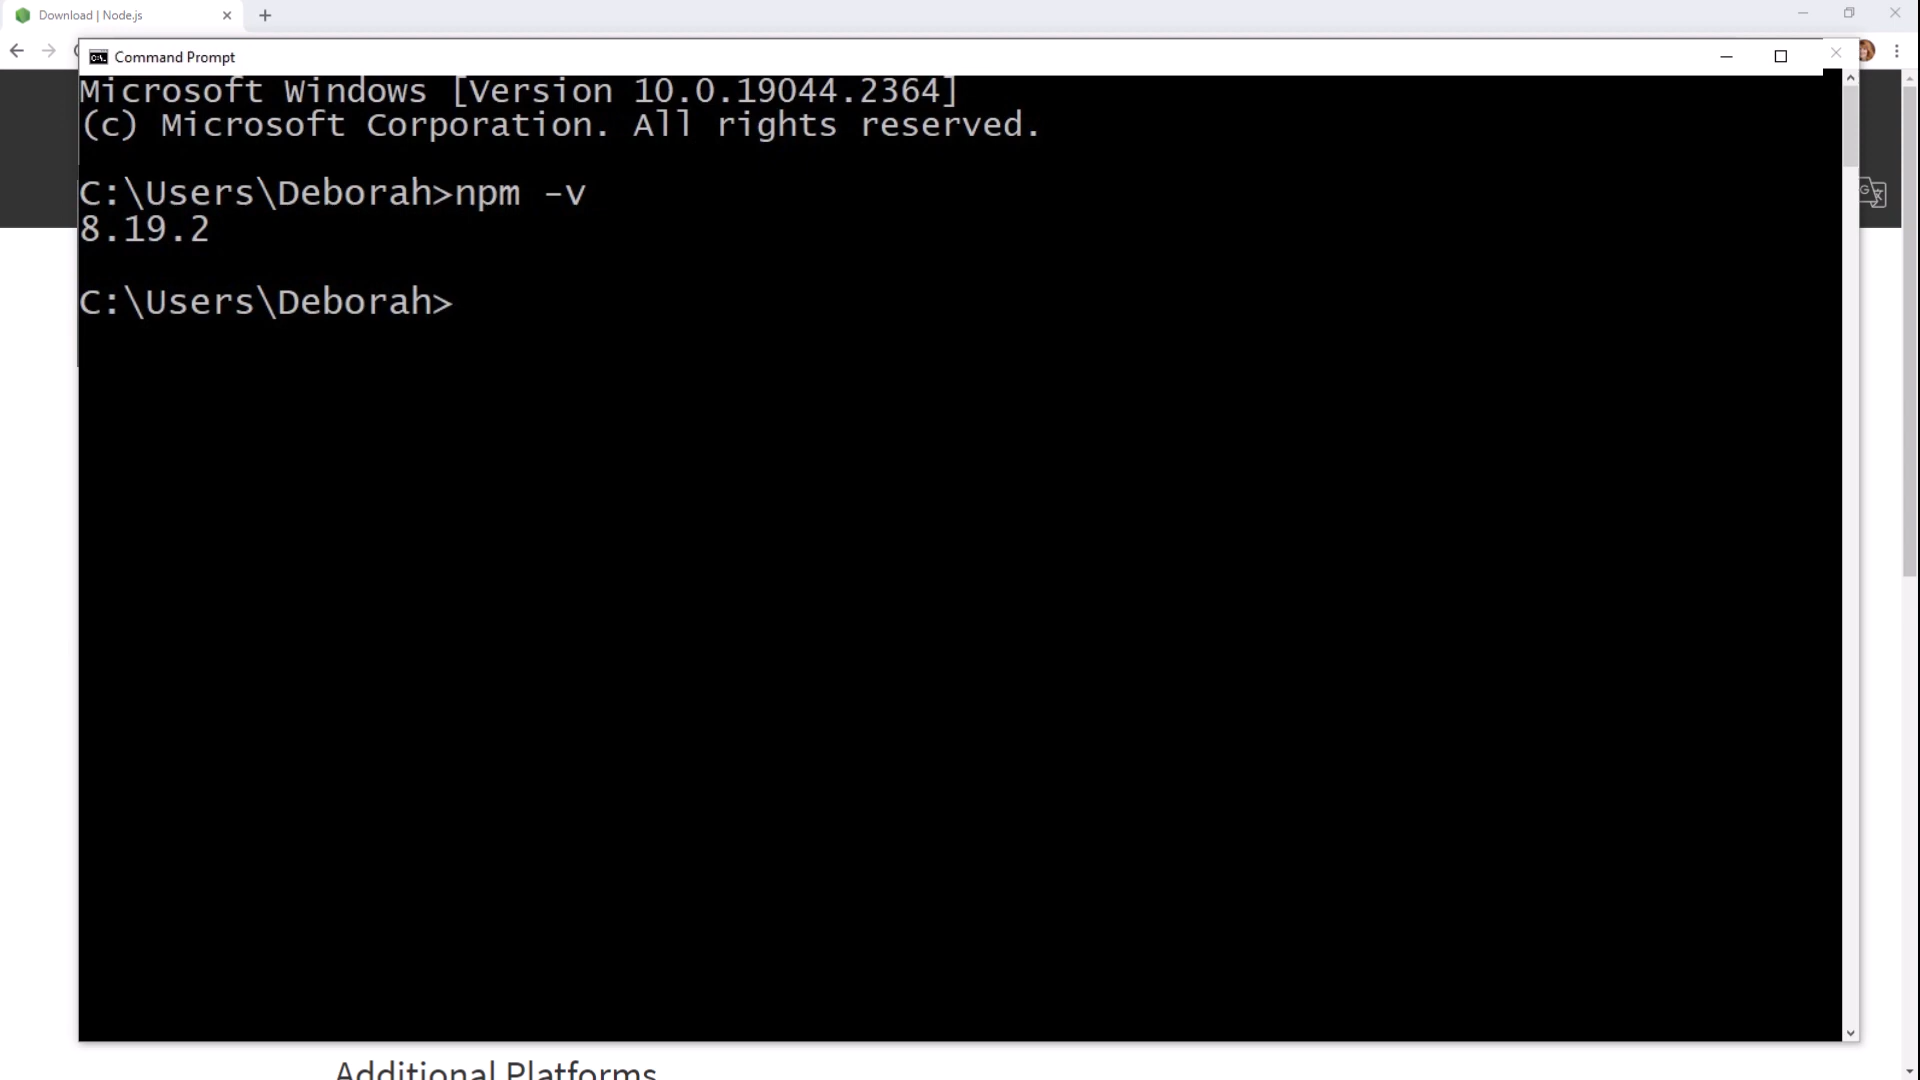 Download | Node.js
Command Prompt
Microsoft Windows [Version 10.0.19044.2364]
(c) Microsoft Corporation. All rights reserved.
C:\Users\Deborah>npm -v
8.19.2
C:\Users\Deborah>
Additional Platforms